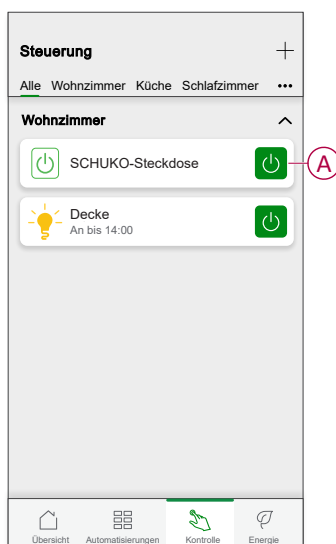 Steuerung
Alle Wohnzimmer Küche Schlafzimmer
Wohnzimmer
SCHUKO-Steckdose
A
Decke
An bis 14:00
Übersicht Automatisierungen Kontrolle Energie